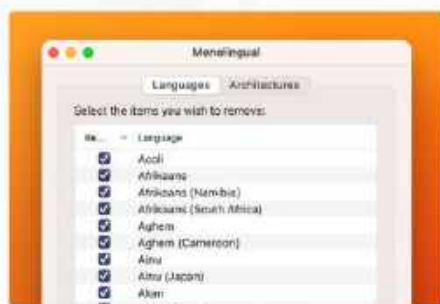 Monolingual
Languages Architectures
Select the items you wish to remove:
Re... Language
Acoli
Afrikaans
Afrikaans (Namibia)
Afrikaans (South Africa)
Aghem
Aghem (Cameroon)
Ainu
Ainu (Japan)
Akan